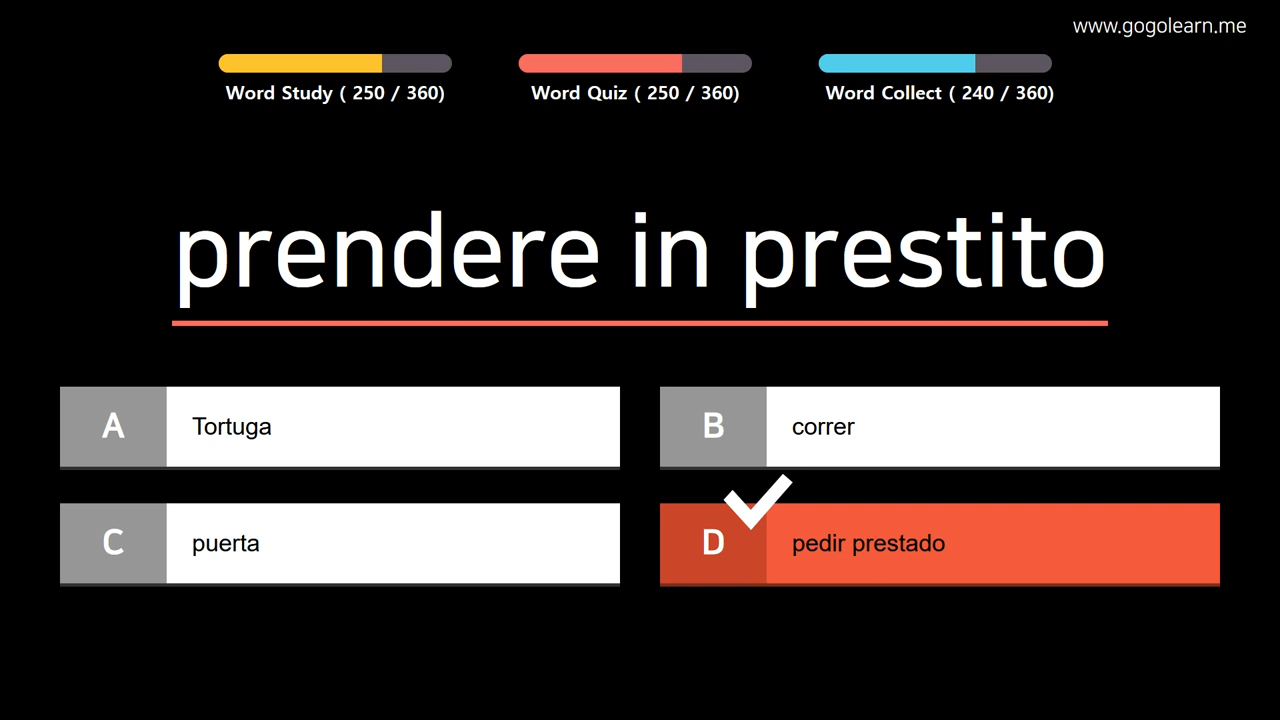 www.gogolearn.me
Word Study ( 250 / 360)
Word Quiz ( 250 / 360)
Word Collect ( 240 / 360)
prendere in prestito
A
Tortuga
B
correr
C
puerta
D
pedir prestado